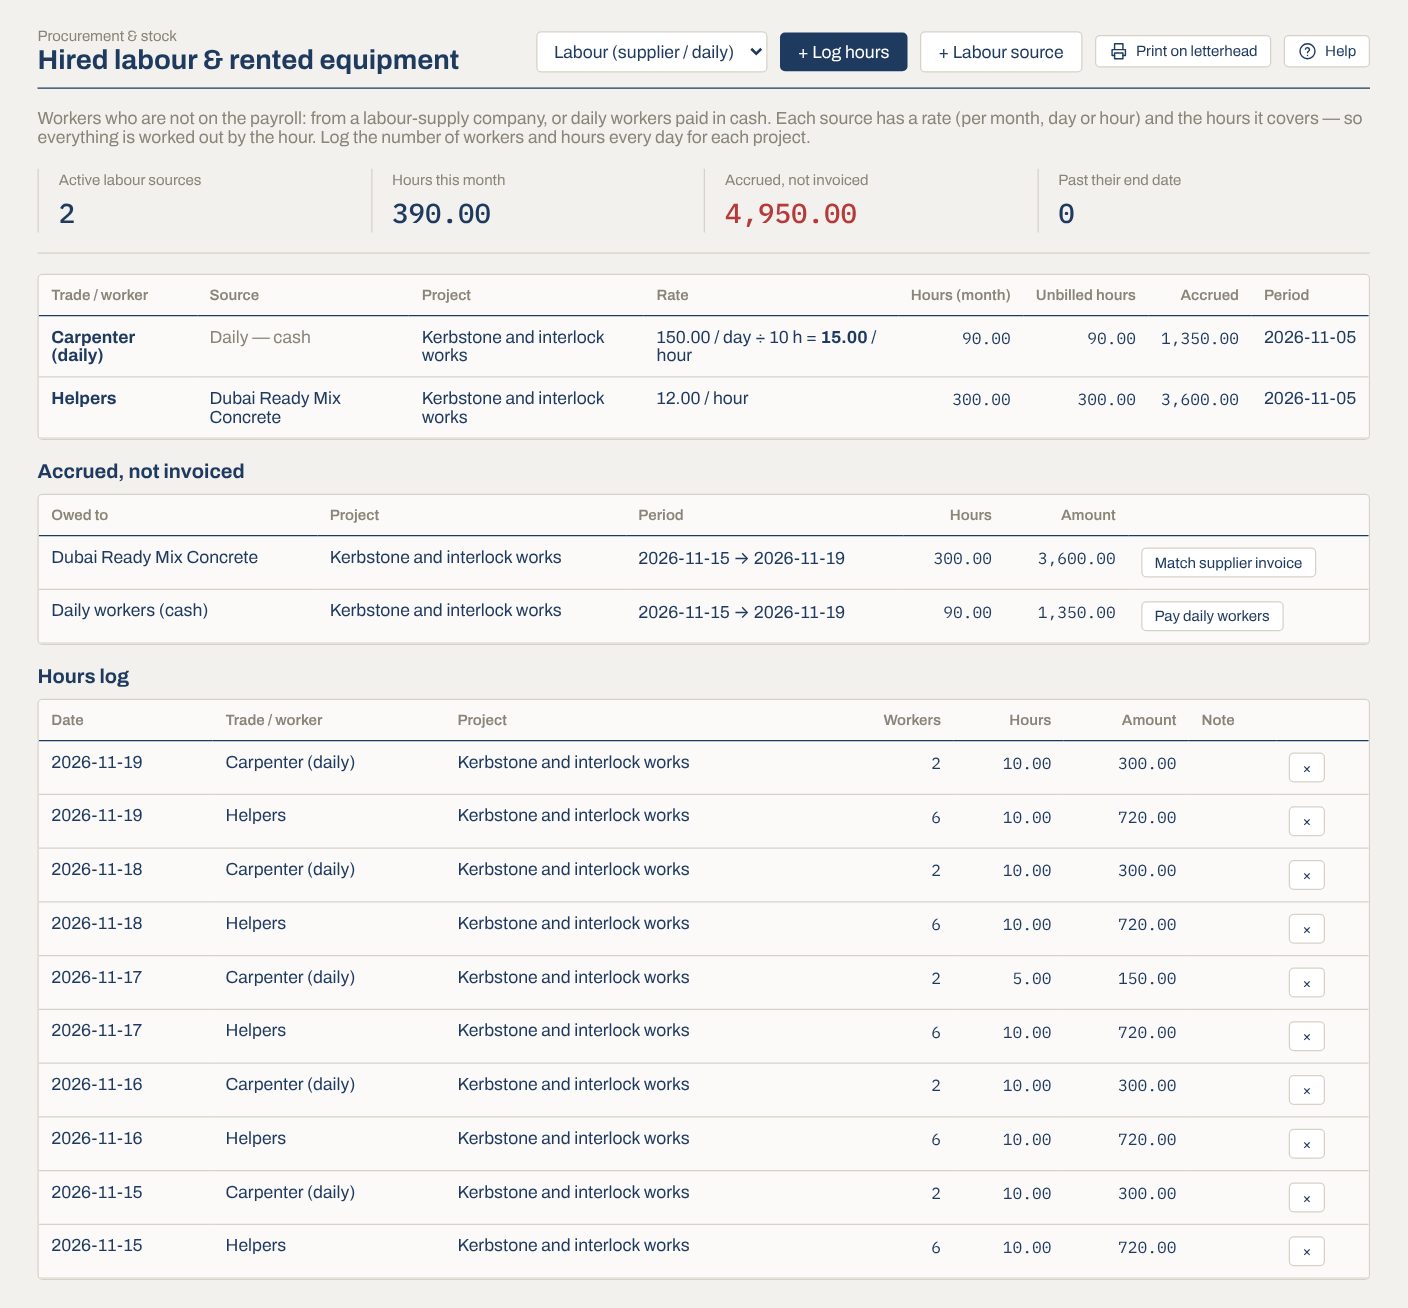 Procurement & stock
Hired labour & rented equipment
Labour (supplier / daily)
+ Log hours
+ Labour source
Print on letterhead
Help
Workers who are not on the payroll: from a labour-supply company, or daily workers paid in cash. Each source has a rate (per month, day or hour) and the hours it covers — so
everything is worked out by the hour. Log the number of workers and hours every day for each project.
Active labour sources
2
Hours this month
390.00
Accrued, not invoiced
4,950.00
Past their end date
0
Trade / worker Source Project Rate Hours (month) Unbilled hours Accrued Period
Carpenter (daily) Daily — cash Kerbstone and interlock works 150.00 / day ÷ 10 h = 15.00 / hour 90.00 90.00 1,350.00 2026-11-05
Helpers Dubai Ready Mix Concrete Kerbstone and interlock works 12.00 / hour 300.00 300.00 3,600.00 2026-11-05
Accrued, not invoiced
Owed to Project Period Hours Amount
Dubai Ready Mix Concrete Kerbstone and interlock works 2026-11-15 → 2026-11-19 300.00 3,600.00 Match supplier invoice
Daily workers (cash) Kerbstone and interlock works 2026-11-15 → 2026-11-19 90.00 1,350.00 Pay daily workers
Hours log
Date Trade / worker Project Workers Hours Amount Note
2026-11-19 Carpenter (daily) Kerbstone and interlock works 2 10.00 300.00 ×
2026-11-19 Helpers Kerbstone and interlock works 6 10.00 720.00 ×
2026-11-18 Carpenter (daily) Kerbstone and interlock works 2 10.00 300.00 ×
2026-11-18 Helpers Kerbstone and interlock works 6 10.00 720.00 ×
2026-11-17 Carpenter (daily) Kerbstone and interlock works 2 5.00 150.00 ×
2026-11-17 Helpers Kerbstone and interlock works 6 10.00 720.00 ×
2026-11-16 Carpenter (daily) Kerbstone and interlock works 2 10.00 300.00 ×
2026-11-16 Helpers Kerbstone and interlock works 6 10.00 720.00 ×
2026-11-15 Carpenter (daily) Kerbstone and interlock works 2 10.00 300.00 ×
2026-11-15 Helpers Kerbstone and interlock works 6 10.00 720.00 ×